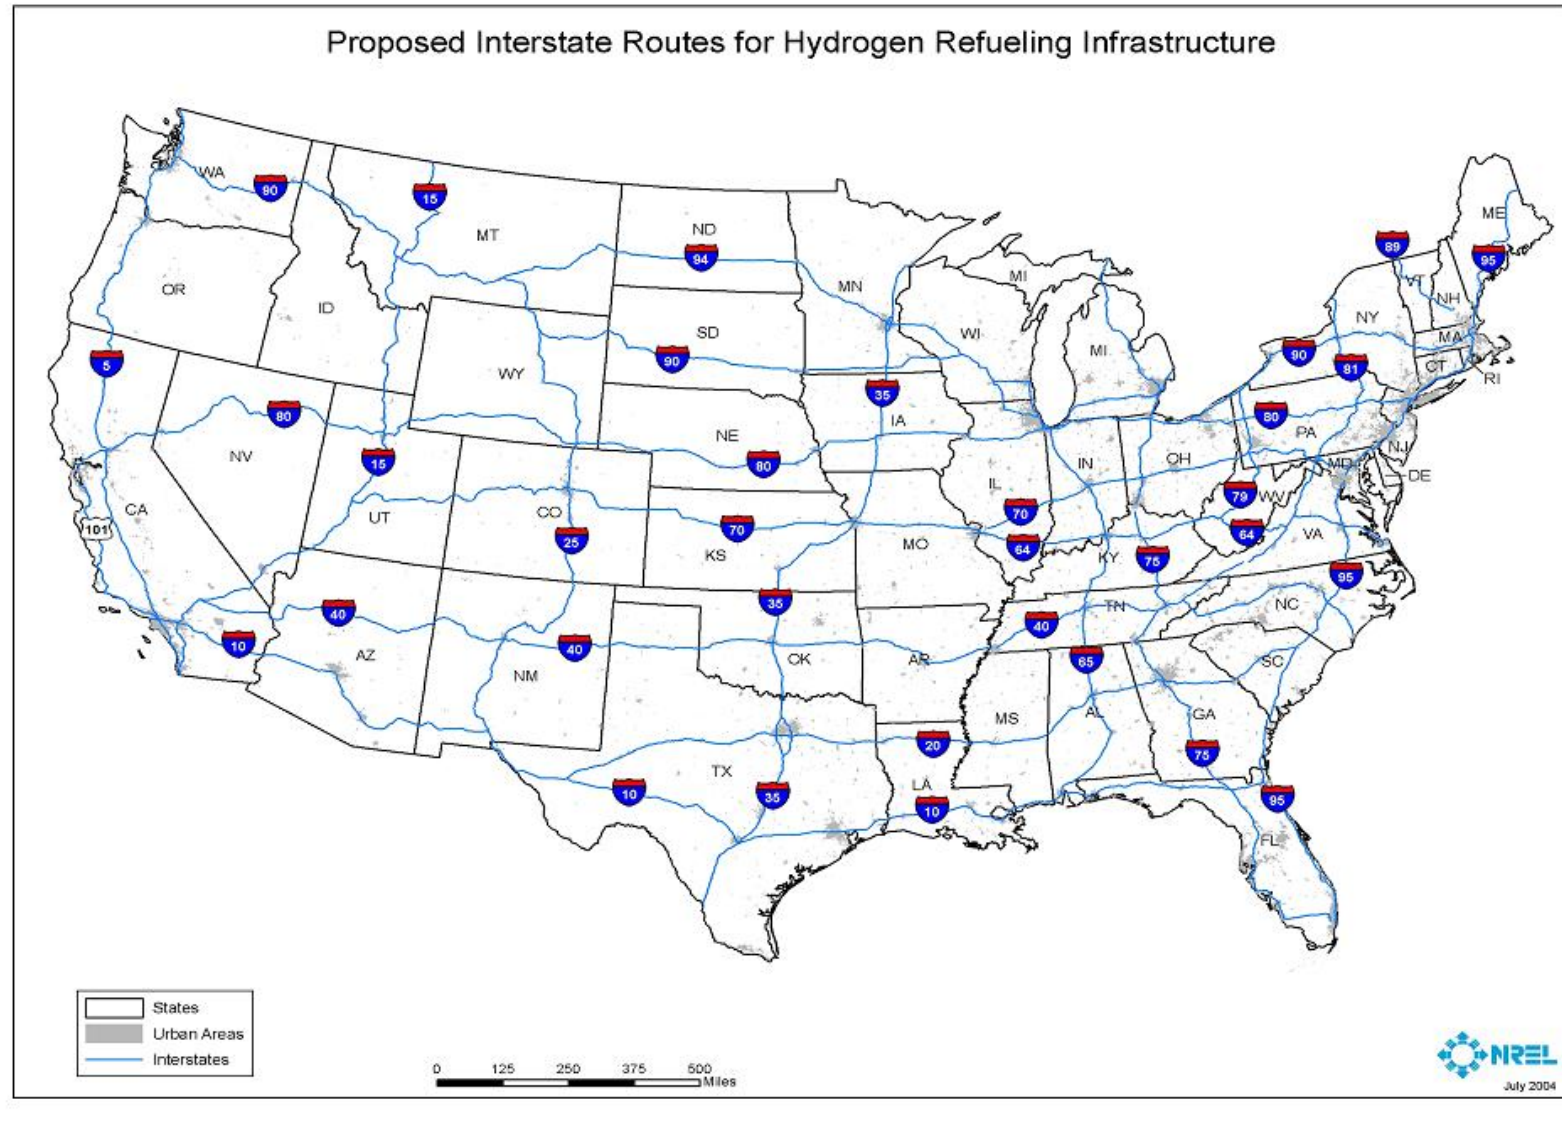 Proposed Interstate Routes for Hydrogen Refueling Infrastructure
WA
90
15
MT
ND
94
OR
ID
MN
MI
89
ME
95
VT
NH
NY
5
WY
SD
90
WI
MI
90
81
MA
CT
RI
80
NV
15
NE
80
35
IA
80
PA
NJ
MD
DE
CA
101
UT
CO
25
70
KS
MO
IL
70
64
IN
OH
79
WV
64
VA
KY
75
35
95
40
10
AZ
NM
40
OK
AR
40
TN
NC
65
SC
MS
AL
GA
75
TX
10
35
20
LA
10
95
FL
States
Urban Areas
Interstates
0 125 250 375 500
Miles
NREL
July 2004